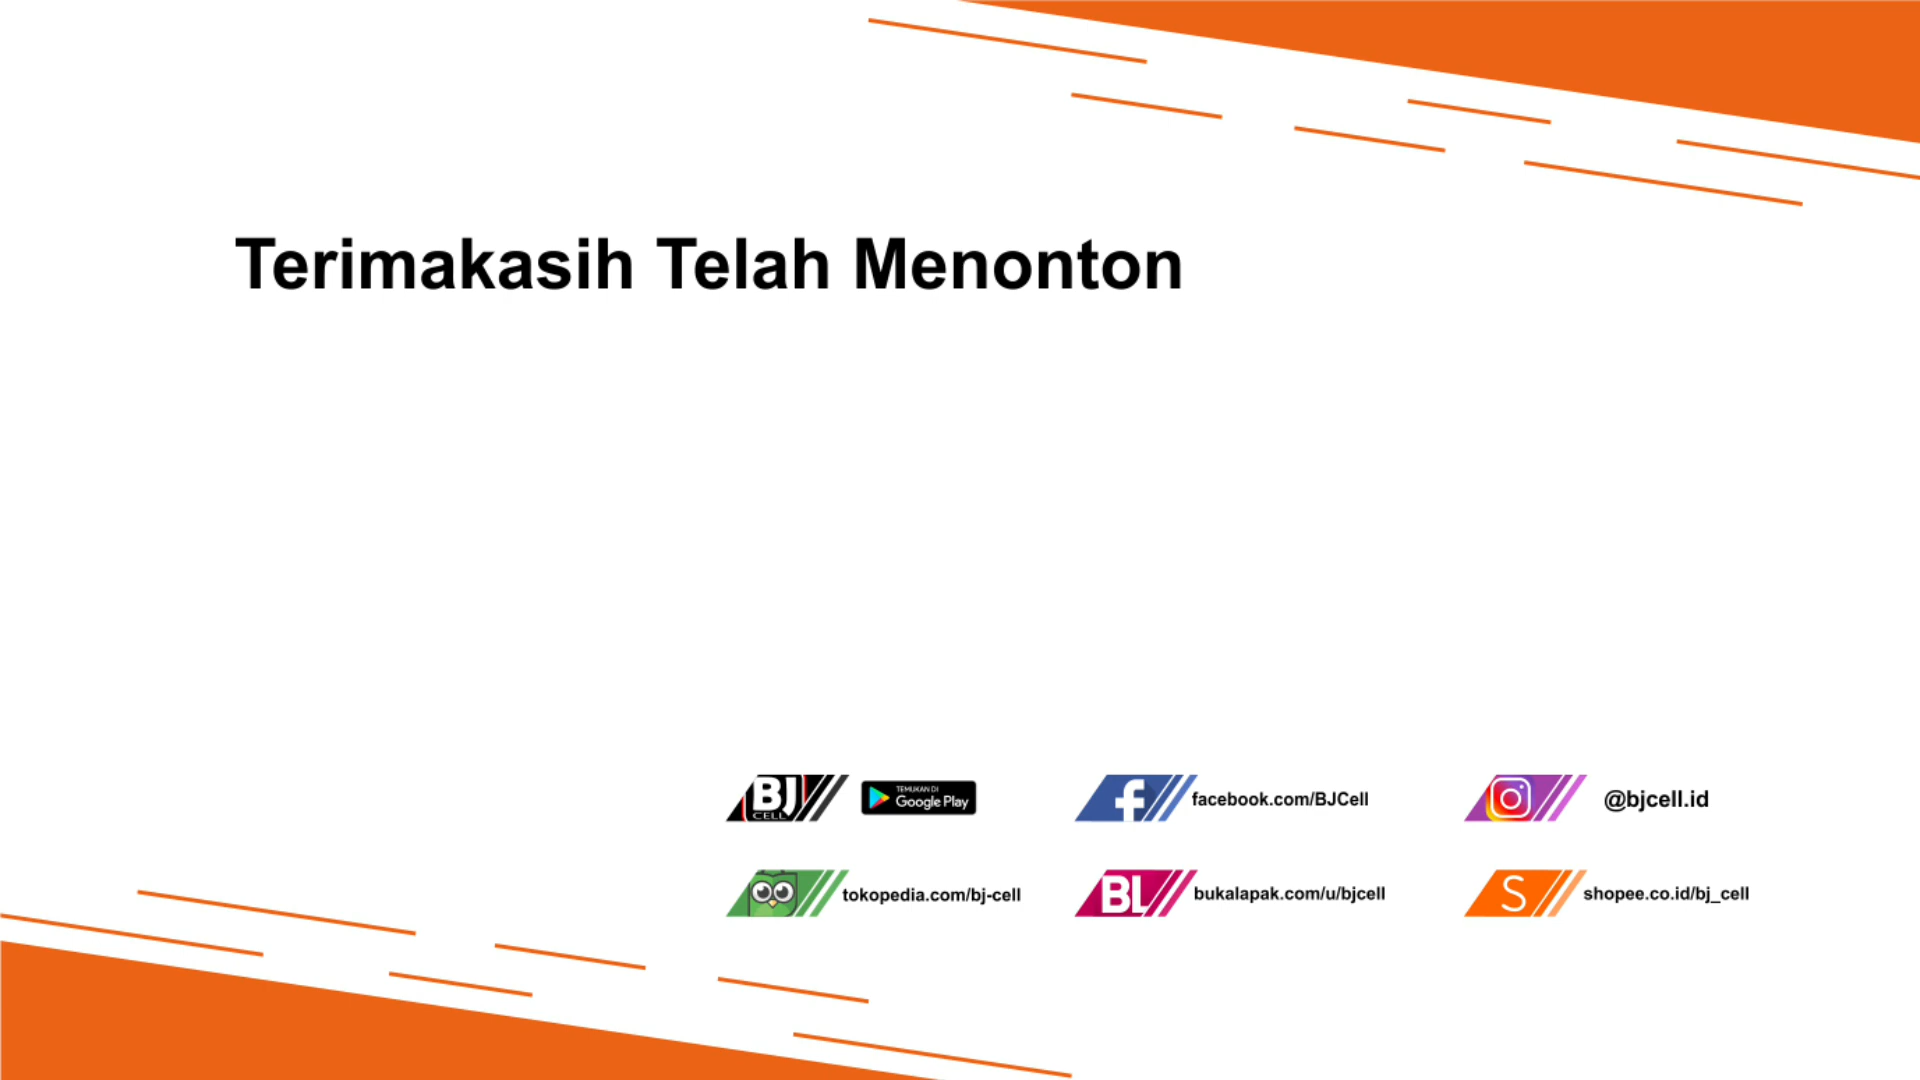 Terimakasih Telah Menonton
BJ
CELL
TEMUKAN DI
Google Play
facebook.com/BJCell
@bjcell.id
tokopedia.com/bj-cell
BL
bukalapak.com/u/bjcell
S
shopee.co.id/bj_cell